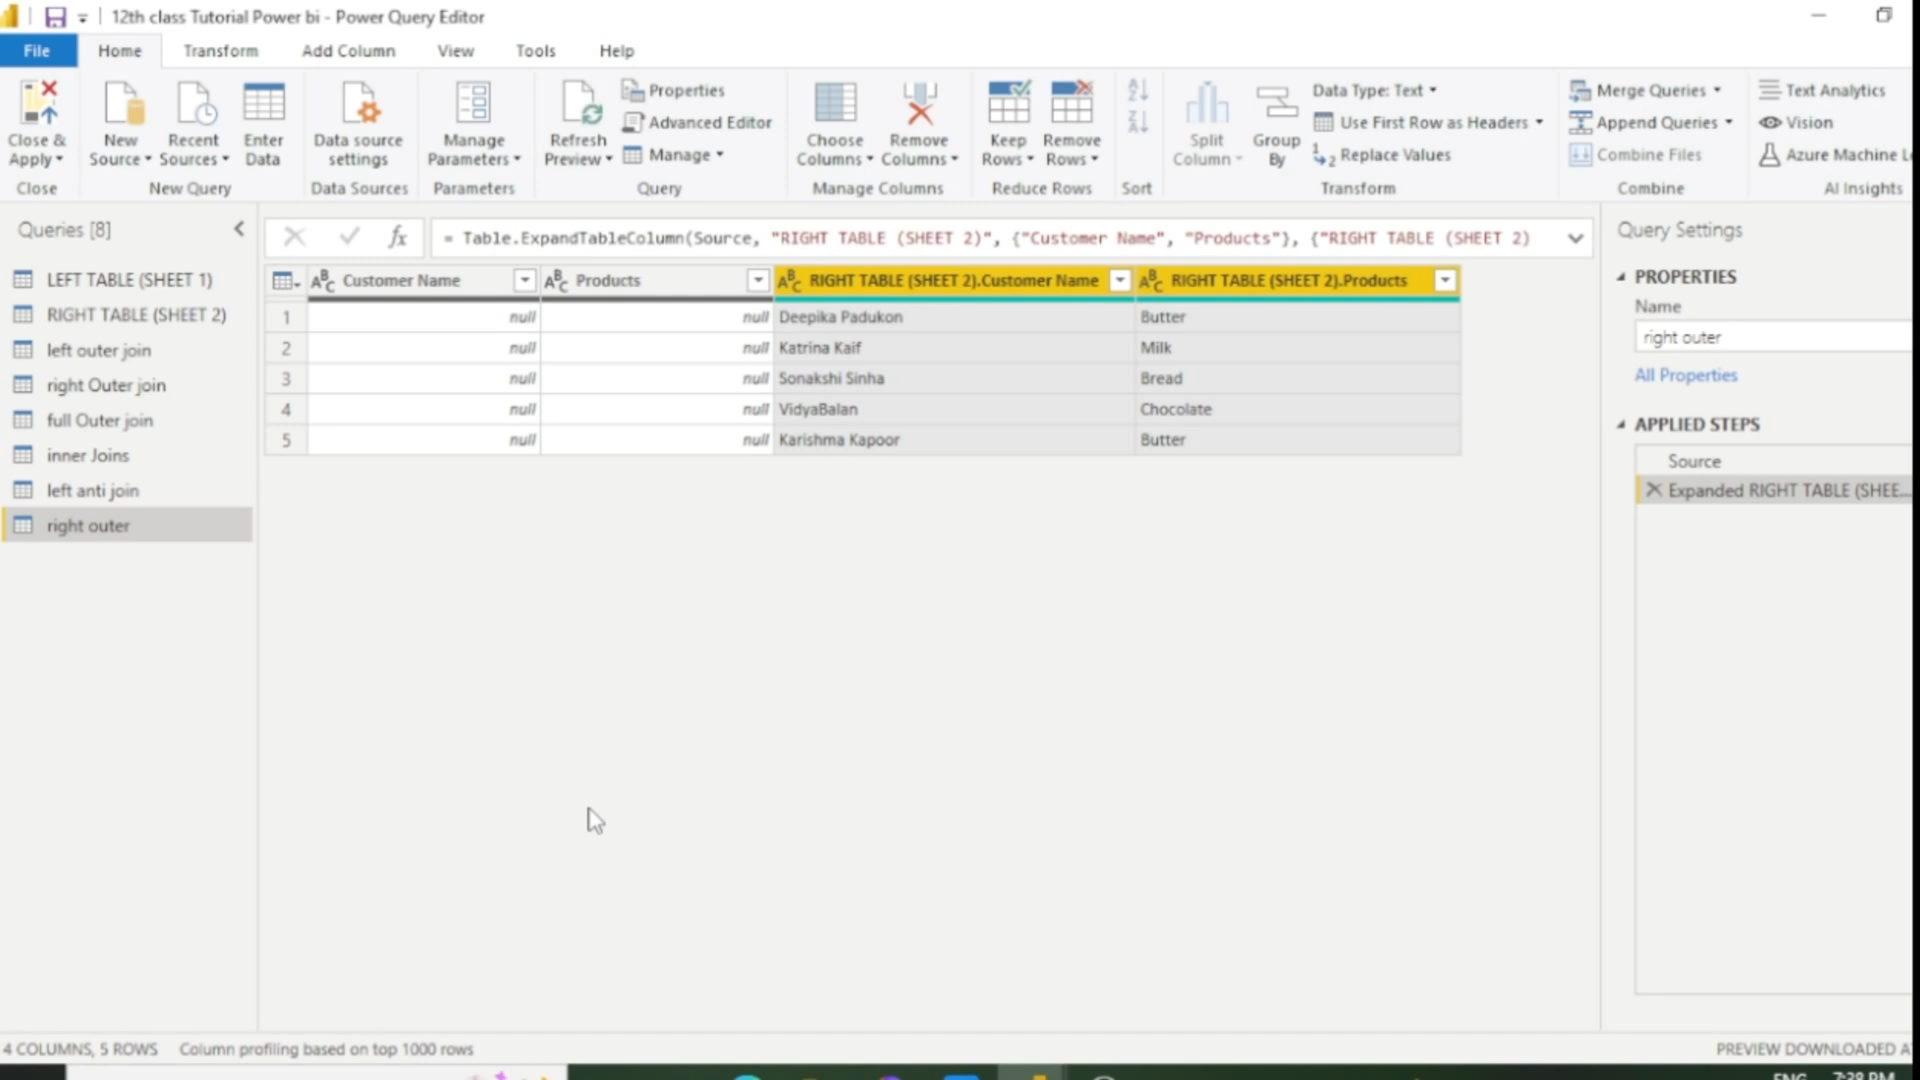 12th class Tutorial Power bi - Power Query Editor
File Home Transform Add Column View Tools Help
Close & Apply
New Source
Recent Sources
Enter Data
Data source settings
Manage Parameters
Refresh Preview
Properties
Advanced Editor
Manage
Choose Columns
Remove Columns
Keep Rows
Remove Rows
Split Column
Group By
Data Type: Text
Use First Row as Headers
Replace Values
Merge Queries
Append Queries
Combine Files
Text Analytics
Vision
Azure Machine L
Close New Query Data Sources Parameters Query Manage Columns Reduce Rows Sort Transform Combine AI Insights
Queries [8]
LEFT TABLE (SHEET 1)
RIGHT TABLE (SHEET 2)
left outer join
right Outer join
full Outer join
inner Joins
left anti join
right outer
= Table.ExpandTableColumn(Source, "RIGHT TABLE (SHEET 2)", {"Customer Name", "Products"}, {"RIGHT TABLE (SHEET 2)
Customer Name Products RIGHT TABLE (SHEET 2).Customer Name RIGHT TABLE (SHEET 2).Products
1 null null Deepika Padukon Butter
2 null null Katrina Kaif Milk
3 null null Sonakshi Sinha Bread
4 null null VidyaBalan Chocolate
5 null null Karishma Kapoor Butter
Query Settings
PROPERTIES
Name
right outer
All Properties
APPLIED STEPS
Source
Expanded RIGHT TABLE (SHEE...
4 COLUMNS, 5 ROWS Column profiling based on top 1000 rows
PREVIEW DOWNLOADED A
ENG 7:38 PM